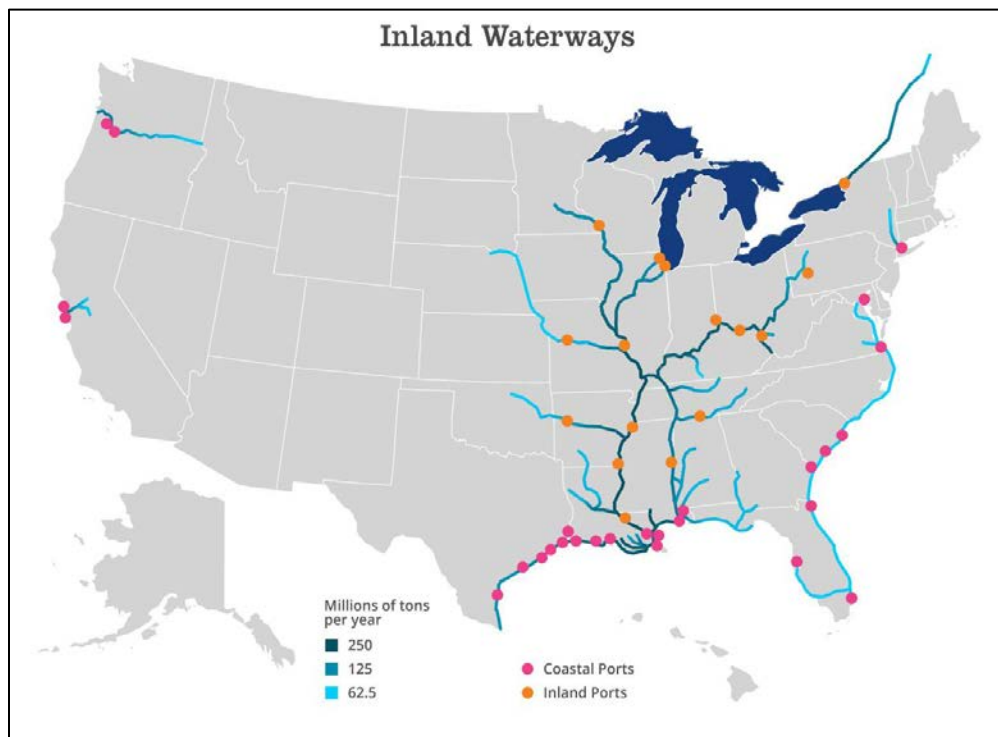 Inland Waterways
Millions of tons
per year
250
125
62.5
Coastal Ports
Inland Ports